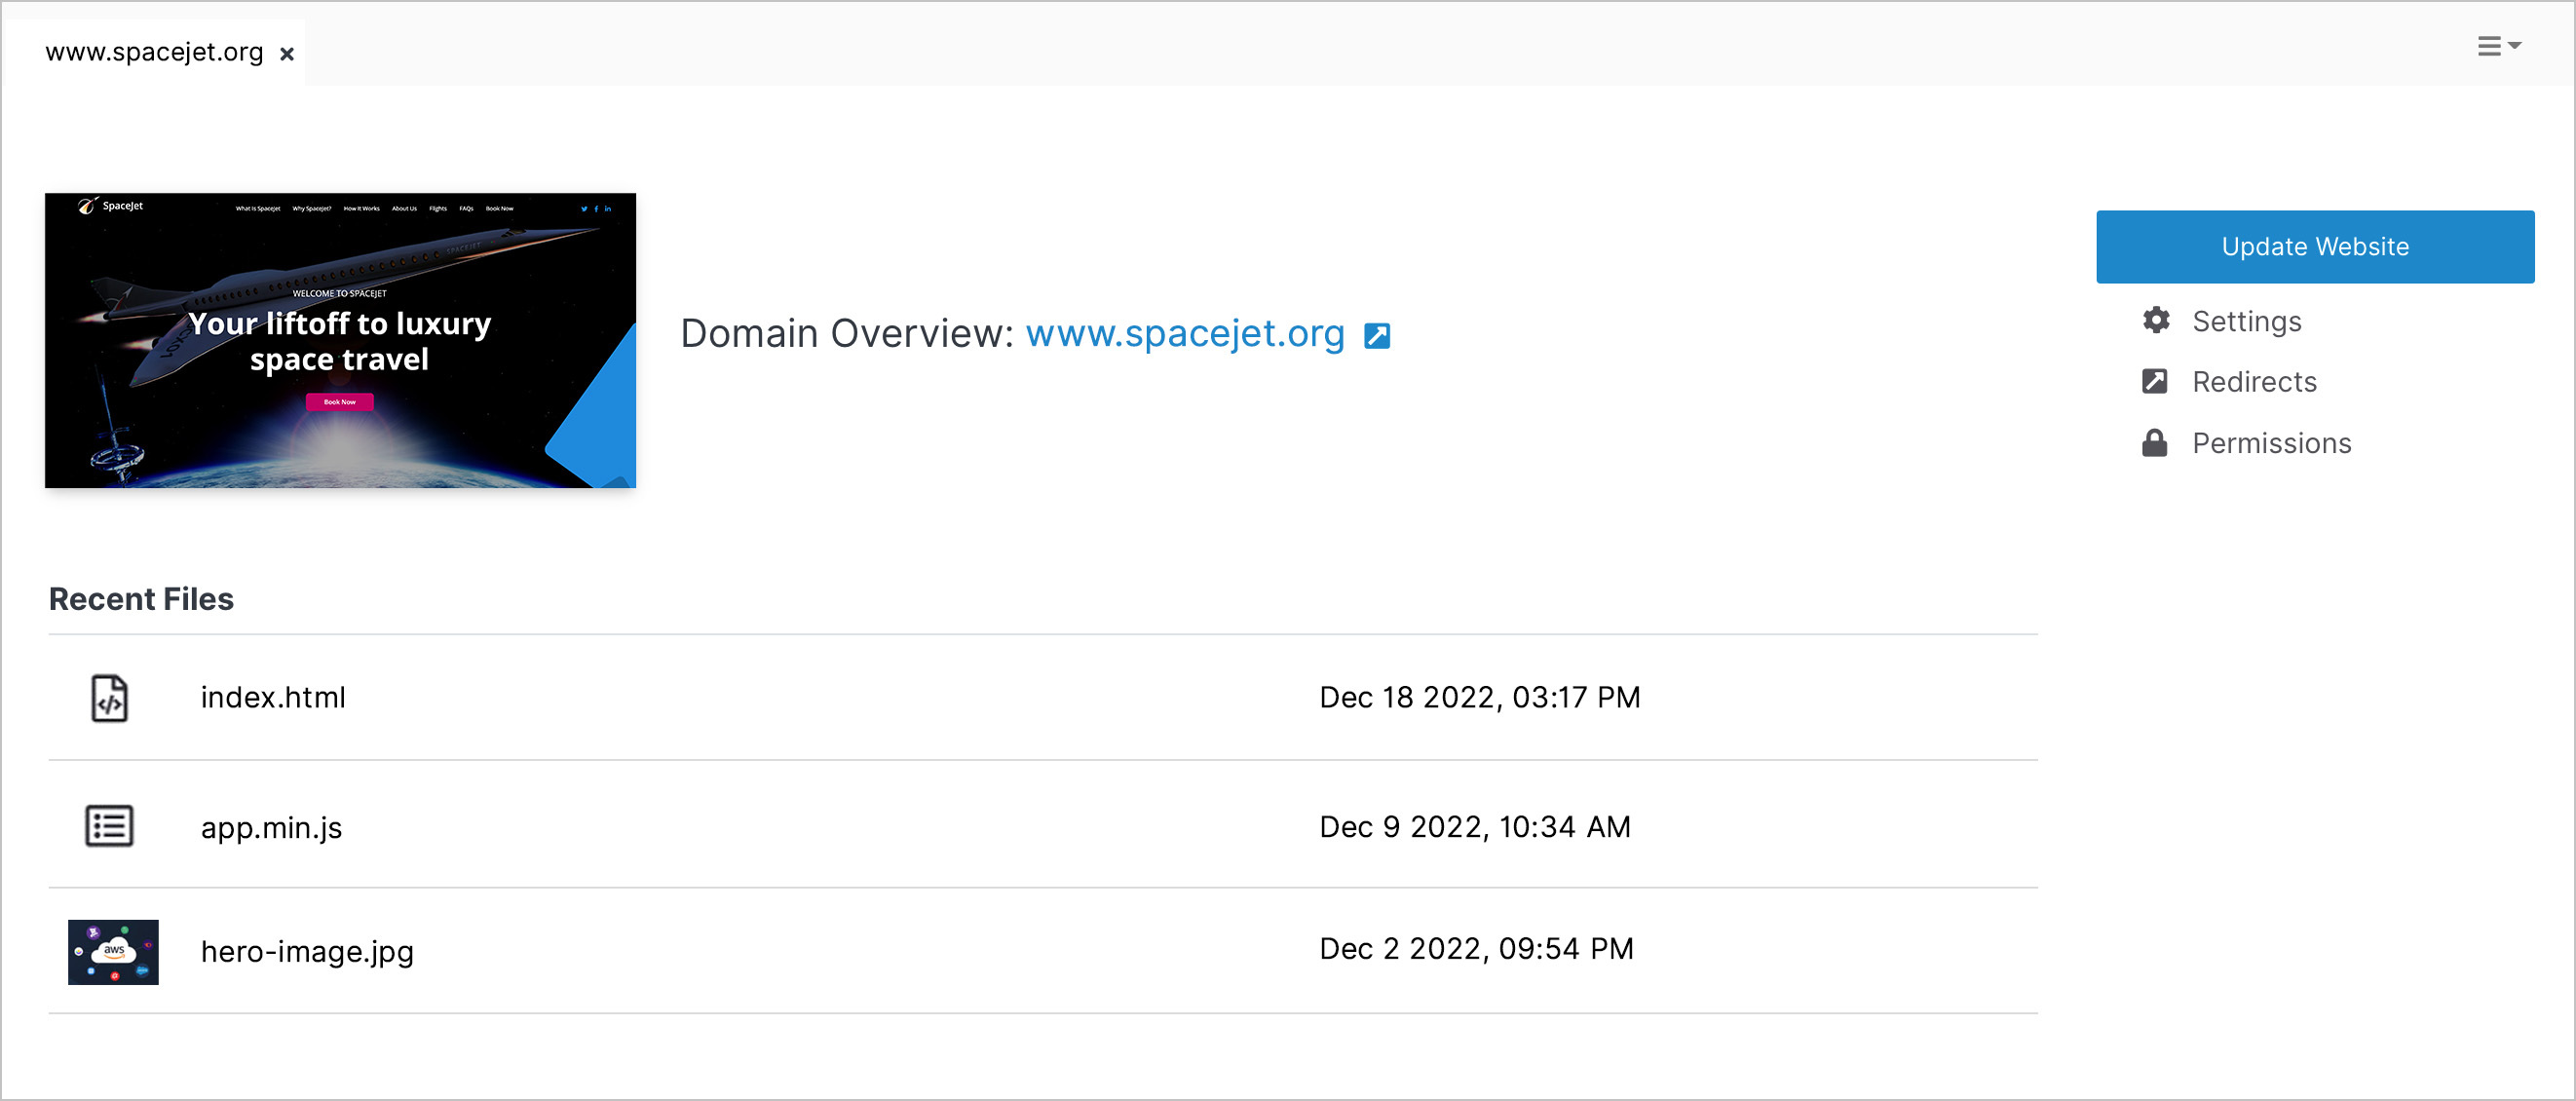 www.spacejet.org
SpaceJet
What Is SpaceJet Why SpaceJet? How It Works About Us Flights FAQs Book Now
SPACEJET
WELCOME TO SPACEJET
Your liftoff to luxury
space travel
Book Now
Domain Overview: www.spacejet.org
Update Website
Settings
Redirects
Permissions
Recent Files
index.html Dec 18 2022, 03:17 PM
app.min.js Dec 9 2022, 10:34 AM
aws
hero-image.jpg Dec 2 2022, 09:54 PM